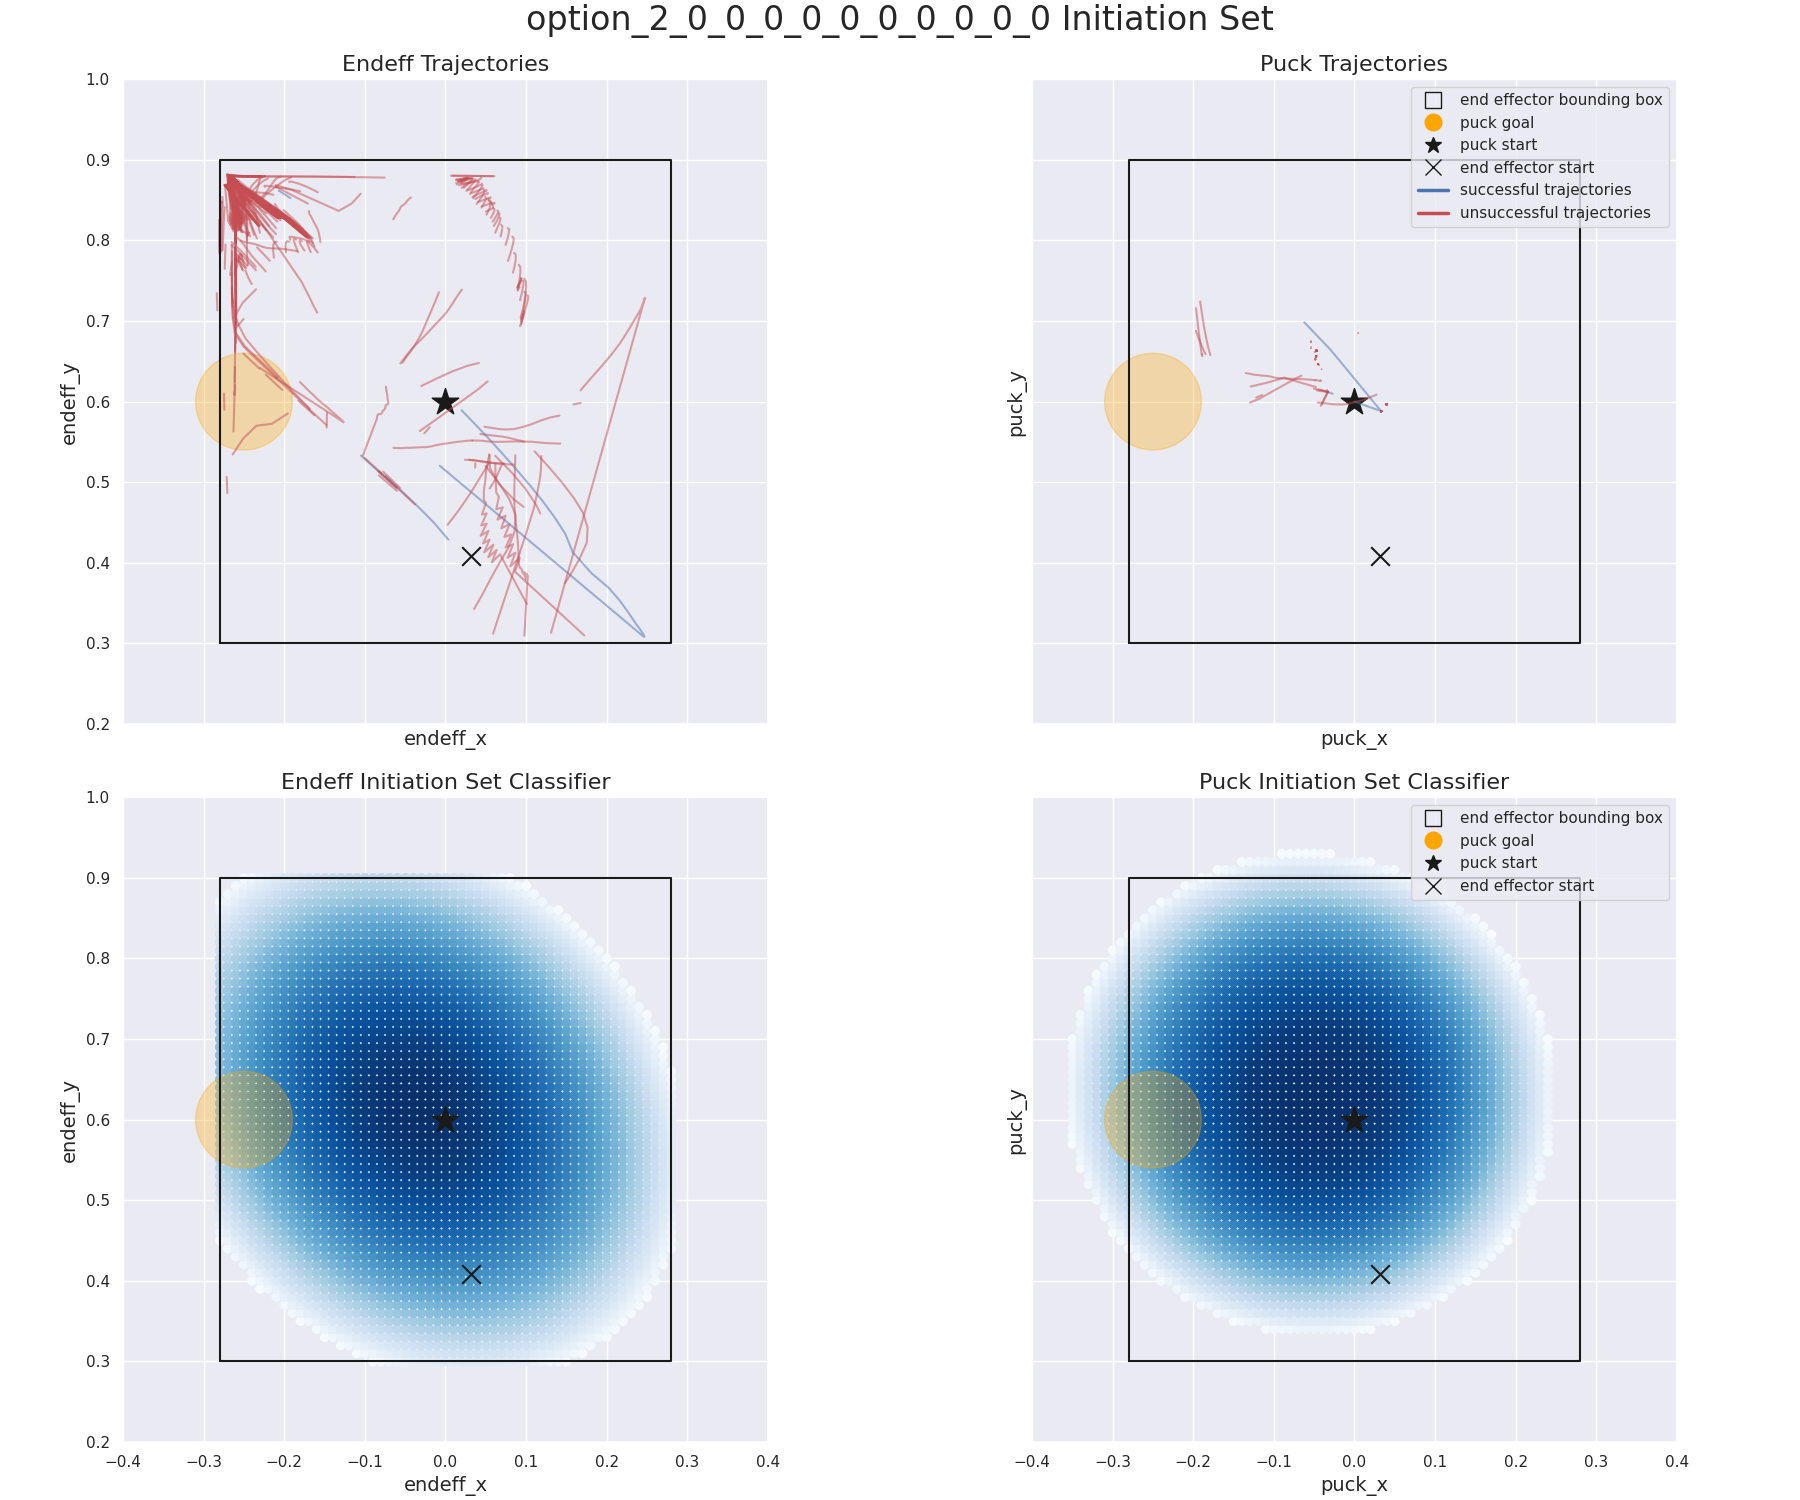 option_2_0_0_0_0_0_0_0_0_0_0 Initiation Set
Endeff Trajectories
1.0
0.9
0.8
0.7
0.6
0.5
0.4
0.3
0.2
endeff_y
endeff_x
Puck Trajectories
end effector bounding box
puck goal
puck start
end effector start
successful trajectories
unsuccessful trajectories
puck_y
puck_x
Endeff Initiation Set Classifier
1.0
0.9
0.8
0.7
0.6
0.5
0.4
0.3
0.2
endeff_y
−0.4 −0.3 −0.2 −0.1 0.0 0.1 0.2 0.3 0.4
endeff_x
Puck Initiation Set Classifier
end effector bounding box
puck goal
puck start
end effector start
puck_y
−0.4 −0.3 −0.2 −0.1 0.0 0.1 0.2 0.3 0.4
puck_x